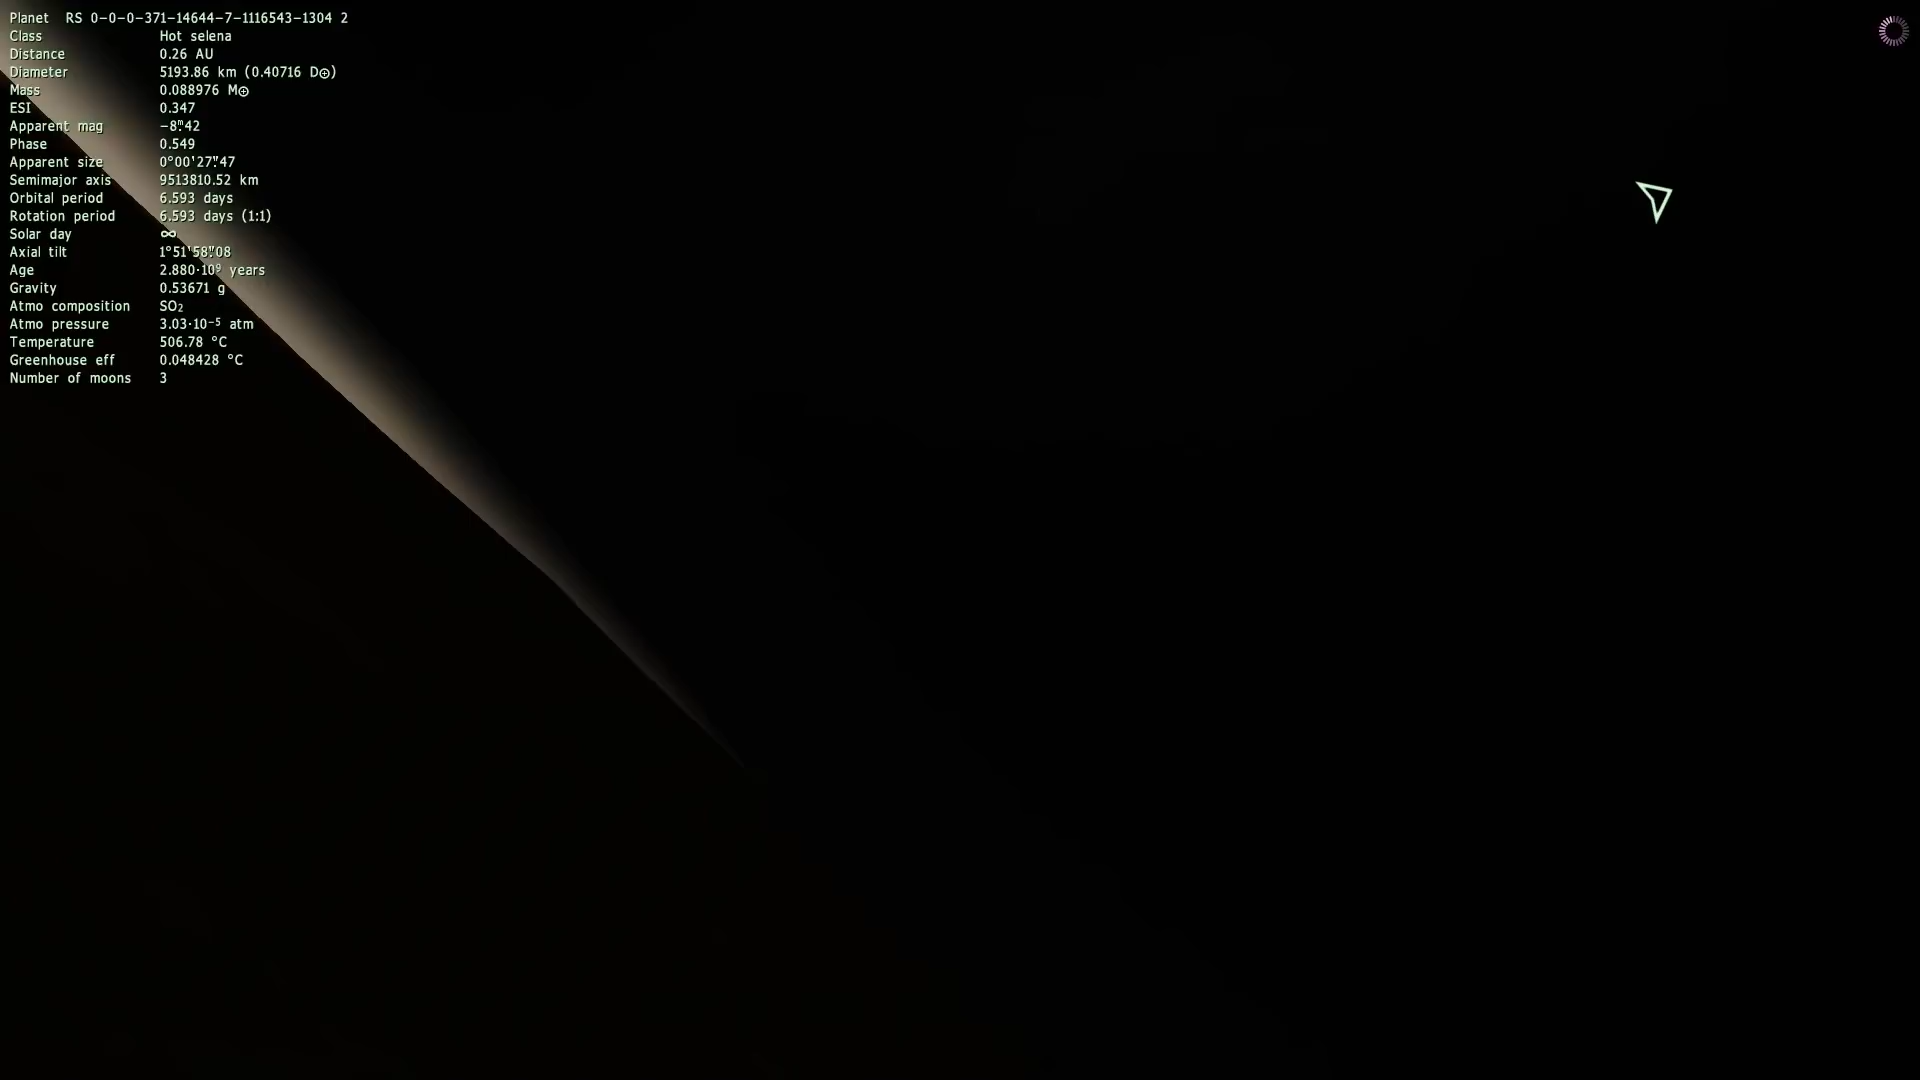 Planet RS 0-0-0-371-14644-7-1116543-1304 2
Class Hot selena
Distance 0.26 AU
Diameter 5193.86 km (0.40716 D⊕)
Mass 0.088976 M⊕
ESI 0.347
Apparent mag -8ᵐ.42
Phase 0.549
Apparent size 0°00'27".47
Semimajor axis 9513810.52 km
Orbital period 6.593 days
Rotation period 6.593 days (1:1)
Solar day ∞
Axial tilt 1°51'58".08
Age 2.880·10⁹ years
Gravity 0.53671 g
Atmo composition SO₂
Atmo pressure 3.03·10⁻⁵ atm
Temperature 506.78 °C
Greenhouse eff 0.048428 °C
Number of moons 3